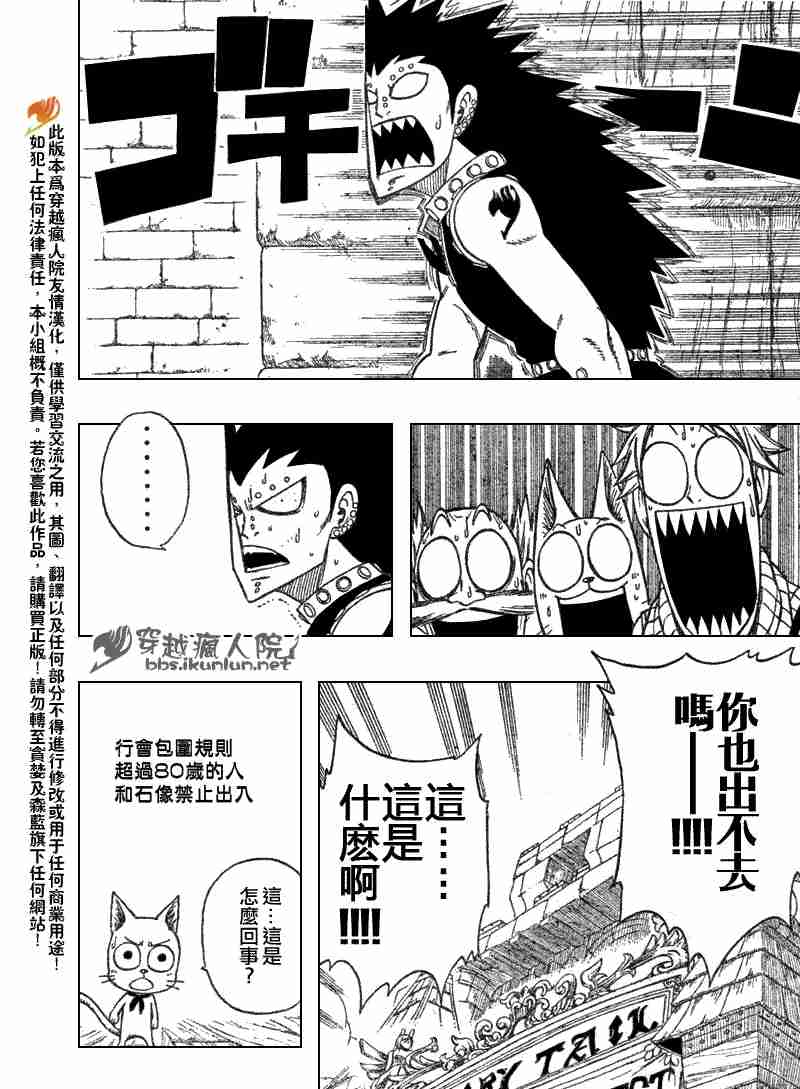 ゴキーン
……
你也出不去
嗎——!!!!
這……
這是
什麽啊!!!!
FAIRY TAIL
行會包圍規則
超過80歲的人
和石像禁止出入
這…這是
怎麼回事?
穿越瘋人院
bbs.ikunlun.net
此版本爲穿越瘋人院友情漢化，僅供學習交流之用，其圖、翻譯以及任何部分不得進行修改或用于任何商業用途！
如犯上任何法律責任，本小組概不負責。若您喜歡此作品，請購買正版！請勿轉至貪婪及森藍旗下任何網站！